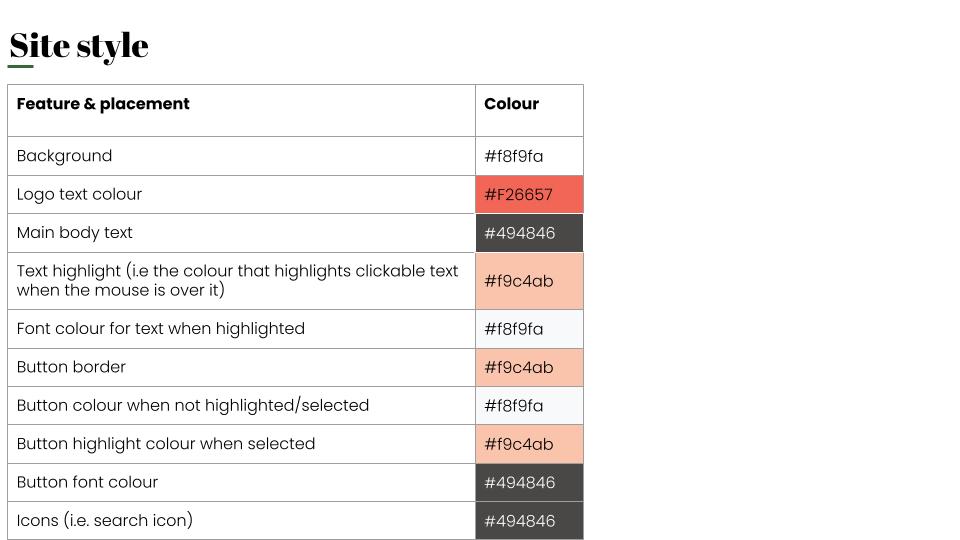 Site style
Feature & placement Colour
Background #f8f9fa
Logo text colour #F26657
Main body text #494846
Text highlight (i.e the colour that highlights clickable text
when the mouse is over it) #f9c4ab
Font colour for text when highlighted #f8f9fa
Button border #f9c4ab
Button colour when not highlighted/selected #f8f9fa
Button highlight colour when selected #f9c4ab
Button font colour #494846
Icons (i.e. search icon) #494846